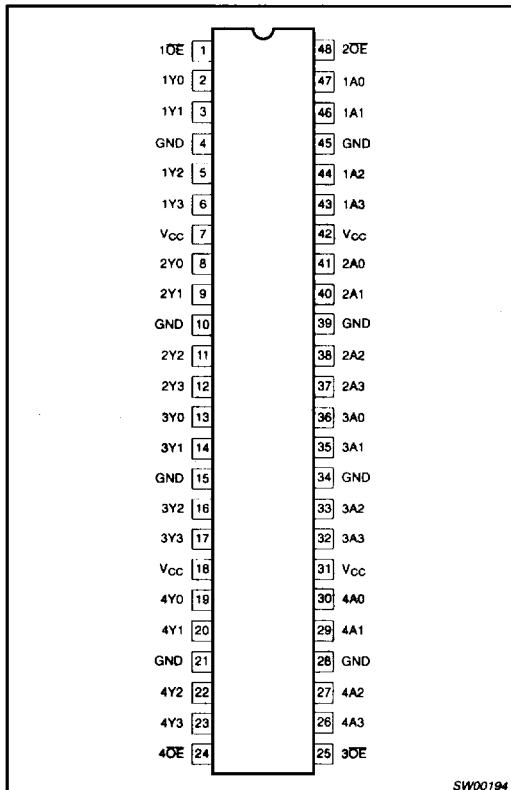 1O̅E̅ 1 48 2O̅E̅
1Y0 2 47 1A0
1Y1 3 46 1A1
GND 4 45 GND
1Y2 5 44 1A2
1Y3 6 43 1A3
VCC 7 42 VCC
2Y0 8 41 2A0
2Y1 9 40 2A1
GND 10 39 GND
2Y2 11 38 2A2
2Y3 12 37 2A3
3Y0 13 36 3A0
3Y1 14 35 3A1
GND 15 34 GND
3Y2 16 33 3A2
3Y3 17 32 3A3
VCC 18 31 VCC
4Y0 19 30 4A0
4Y1 20 29 4A1
GND 21 28 GND
4Y2 22 27 4A2
4Y3 23 26 4A3
4O̅E̅ 24 25 3O̅E̅
SW00194